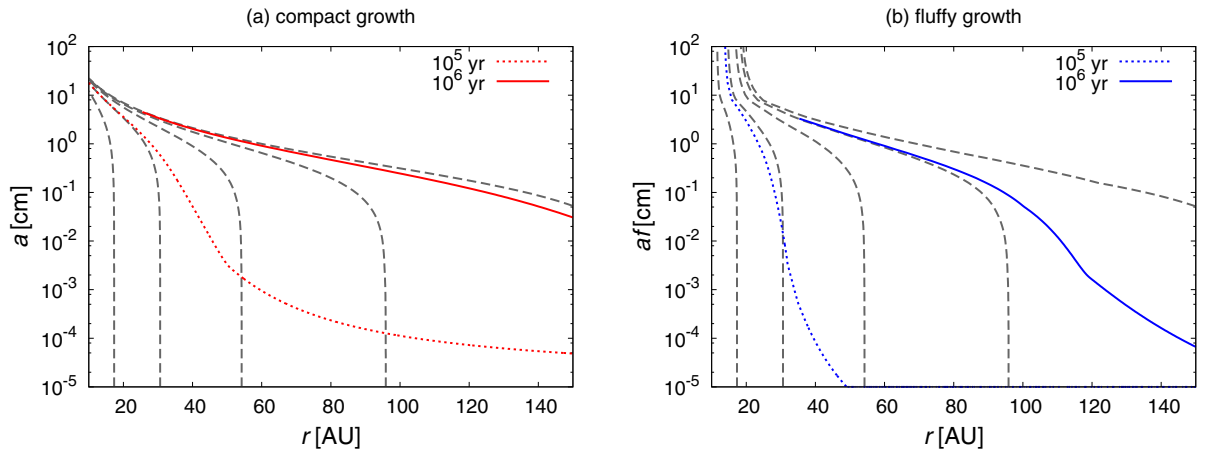 (a) compact growth
10^5 yr
10^6 yr
10^2
10^1
10^0
10^-1
10^-2
10^-3
10^-4
10^-5
a [cm]
20 40 60 80 100 120 140
r [AU]
(b) fluffy growth
10^5 yr
10^6 yr
10^2
10^1
10^0
10^-1
10^-2
10^-3
10^-4
10^-5
af [cm]
20 40 60 80 100 120 140
r [AU]